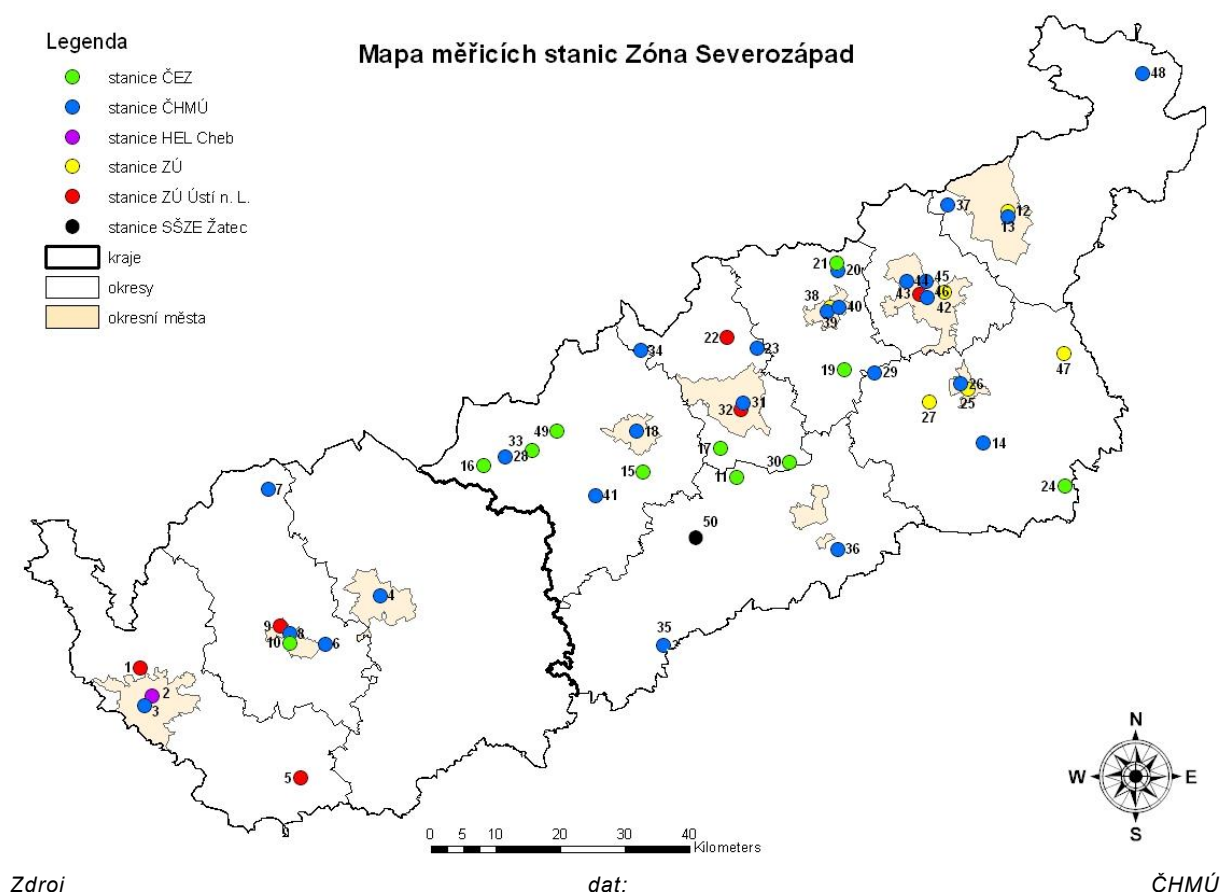 Mapa měřicích stanic Zóna Severozápad
Legenda
stanice ČEZ
stanice ČHMÚ
stanice HEL Cheb
stanice ZÚ
stanice ZÚ Ústí n. L.
stanice SŠZE Žatec
kraje
okresy
okresní města
48
37
12
13
21
20
45
44
46
43
42
38
40
39
22
34
23
47
19
29
26
25
27
31
32
49
18
33
28
16
17
14
15
30
11
24
41
7
50
36
4
9
8
10
6
35
1
2
3
5
N
W
E
S
0 5 10 20 30 40
Kilometers
Zdroj dat: ČHMÚ